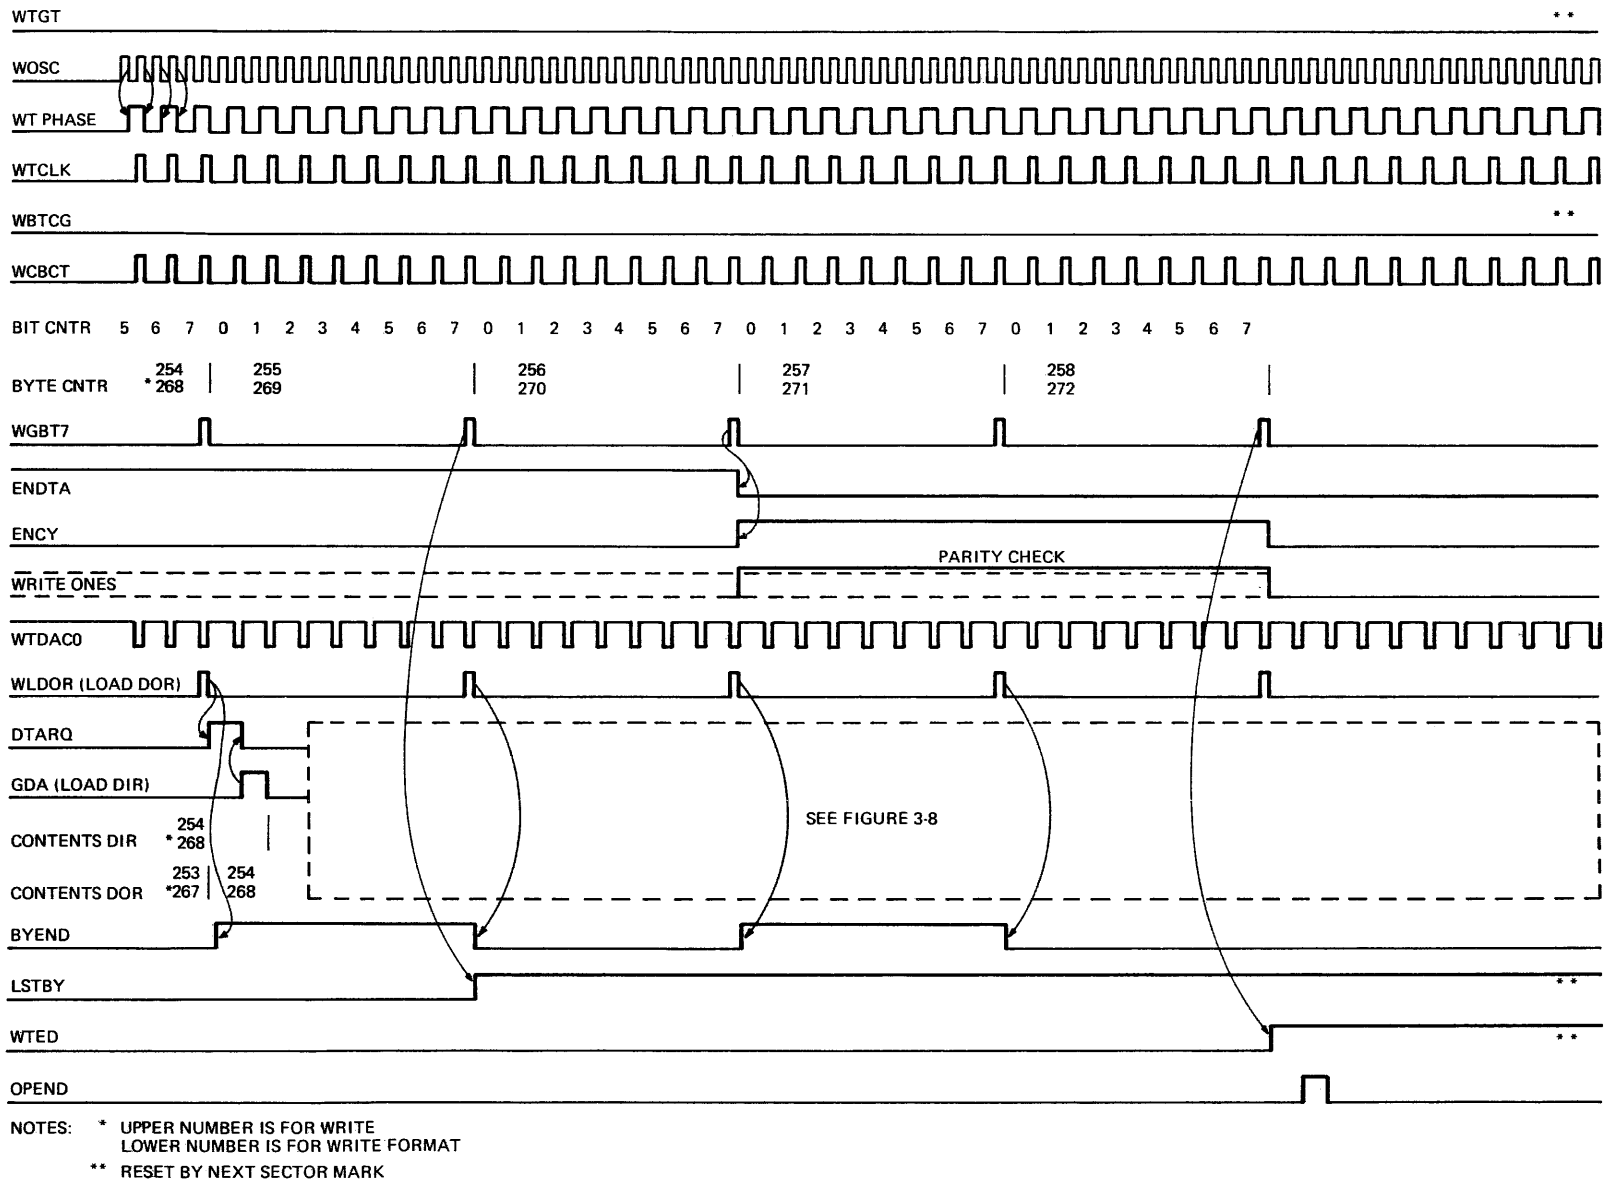 WTGT * *
WOSC
WT PHASE
WTCLK
WBTCG * *
WCBCT
BIT CNTR 5 6 7 0 1 2 3 4 5 6 7 0 1 2 3 4 5 6 7 0 1 2 3 4 5 6 7 0 1 2 3 4 5 6 7
254 255 256 257 258
BYTE CNTR * 268 269 270 271 272
WGBT7
ENDTA
ENCY
PARITY CHECK
WRITE ONES
WTDAC0
WLDOR (LOAD DOR)
DTARQ
GDA (LOAD DIR)
SEE FIGURE 3-8
254
CONTENTS DIR * 268
253 254
CONTENTS DOR *267 268
BYEND
LSTBY * *
WTED * *
OPEND
NOTES: * UPPER NUMBER IS FOR WRITE
LOWER NUMBER IS FOR WRITE FORMAT
** RESET BY NEXT SECTOR MARK